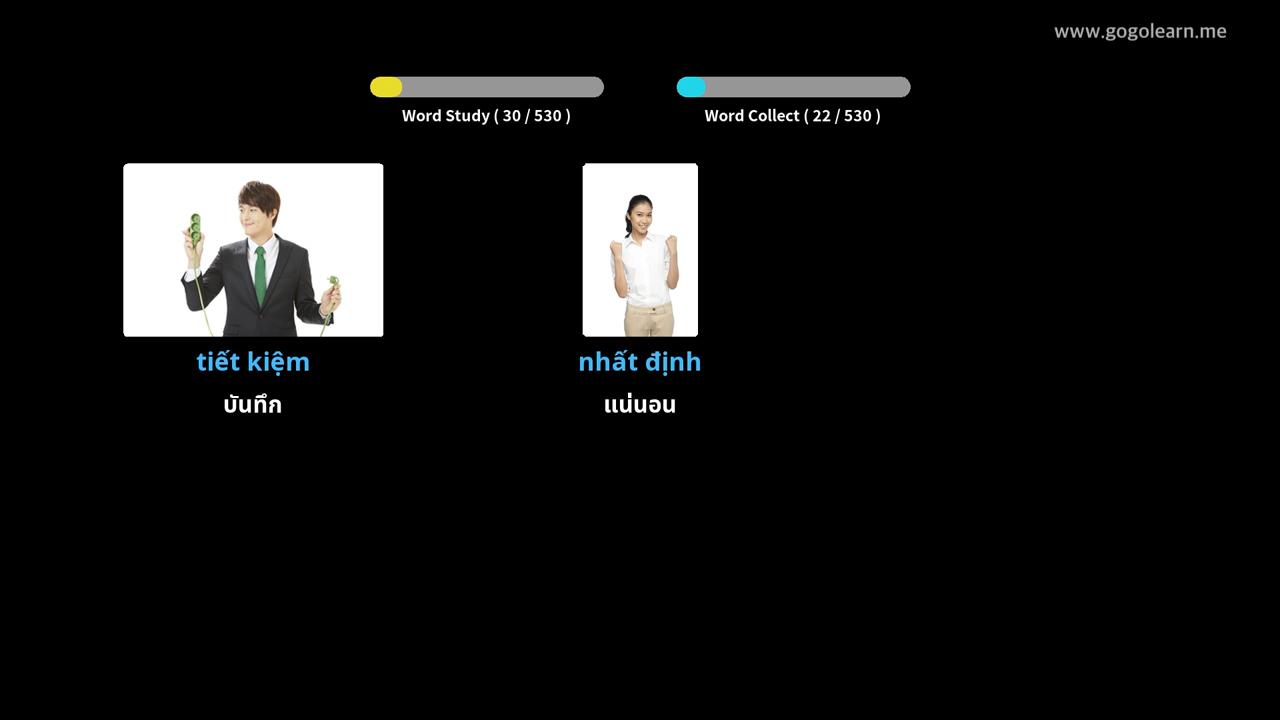 www.gogolearn.me
Word Study ( 30 / 530 )
Word Collect ( 22 / 530 )
tiết kiệm
บันทึก
nhất định
แน่นอน